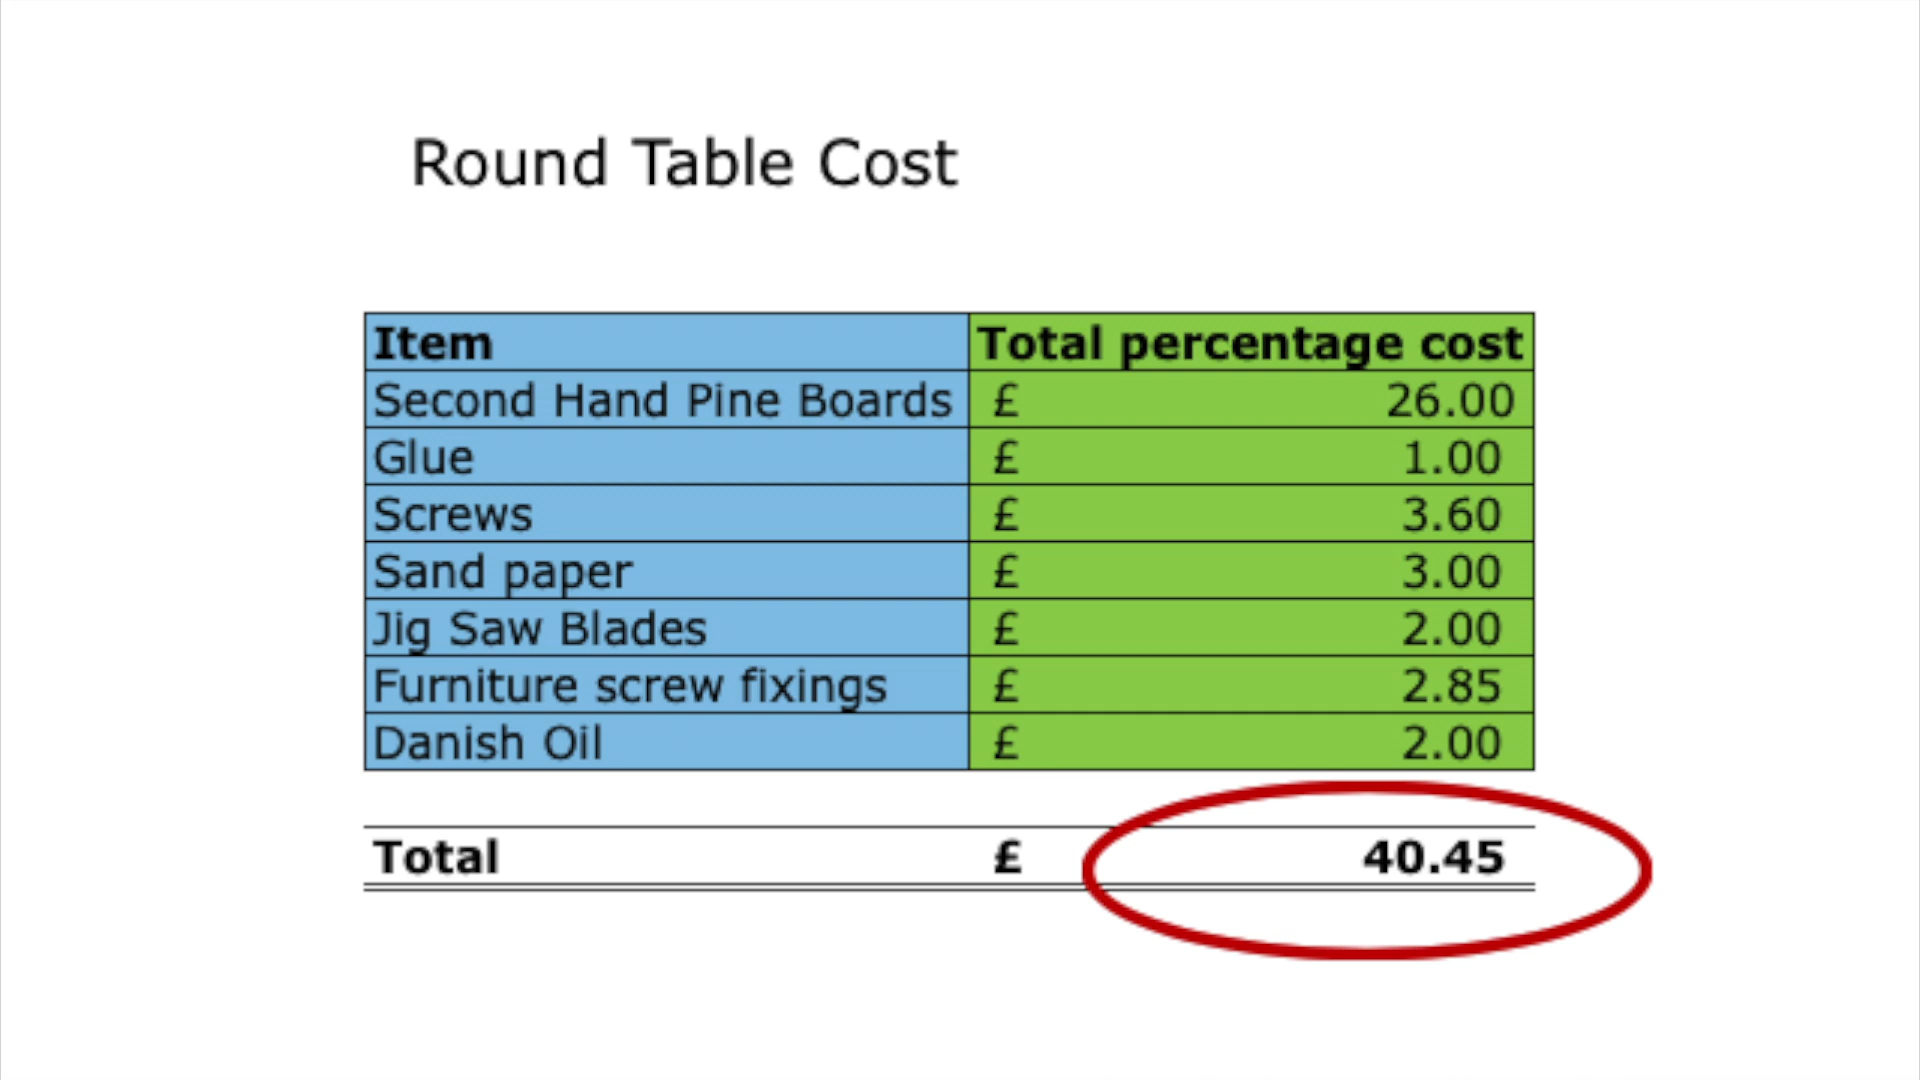 Round Table Cost
Item Total percentage cost
Second Hand Pine Boards £ 26.00
Glue £ 1.00
Screws £ 3.60
Sand paper £ 3.00
Jig Saw Blades £ 2.00
Furniture screw fixings £ 2.85
Danish Oil £ 2.00
Total £ 40.45